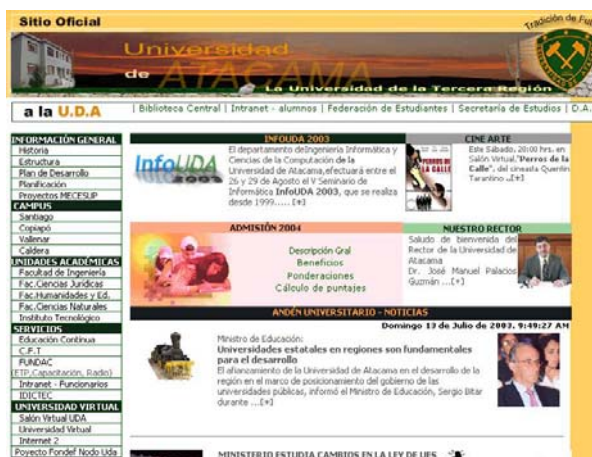 Sitio Oficial
Tradición de Fu
Universidad
de ATACAMA
La Universidad de la Tercera Región
a la U.D.A
| Biblioteca Central | Intranet - alumnos | Federación de Estudiantes | Secretaría de Estudios | D.A.
INFORMACIÓN GENERAL
Historia
Estructura
Plan de Desarrollo
Planificación
Proyectos MECESUP
CAMPUS
Santiago
Copiapó
Vallenar
Caldera
UNIDADES ACADÉMICAS
Facultad de Ingeniería
Fac.Ciencias Jurídicas
Fac.Humanidades y Ed.
Fac.Ciencias Naturales
Instituto Tecnológico
SERVICIOS
Educación Continua
C.F.T
FUNDAC
(ETP,Capacitación, Radio)
Intranet - Funcionarios
IDICTEC
UNIVERSIDAD VIRTUAL
Salón Virtual UDA
Universidad Virtual
Internet 2
Poyecto Fondef Nodo Uda
INFOUDA 2003
InfoUDA
2003
El departamento deIngeniería Informática y
Ciencias de la Computación de la
Universidad de Atacama,efectuará entre el
26 y 29 de Agosto el V Seminario de
Informática InfoUDA 2003, que se realiza
desde 1999..... [+]
CINE ARTE
PERROS DE
LA CALLE
Este Sábado, 20:00 hrs. en
Salón Virtual,"Perros de la
Calle", del cineasta Quentin
Tarantino ..[+]
ADMISIÓN 2004
Descripción Gral
Beneficios
Ponderaciones
Cálculo de puntajes
NUESTRO RECTOR
Saludo de bienvenida del
Rector de la Universidad de
Atacama
Dr. José Manuel Palacios
Guzmán ...[+]
ANDÉN UNIVERSITARIO - NOTICIAS
Domingo 13 de Julio de 2003, 9:49:27 AM
Ministro de Educación:
Universidades estatales en regiones son fundamentales
para el desarrollo
El afianzamiento de la Universidad de Atacama en el desarrollo de la
región en el marco de posicionamiento del gobierno de las
universidades públicas, informó el Ministro de Educación, Sergio Bitar
durante ...[+]
MINISTERIO ESTUDIA CAMBIOS EN LA LEY DE UES